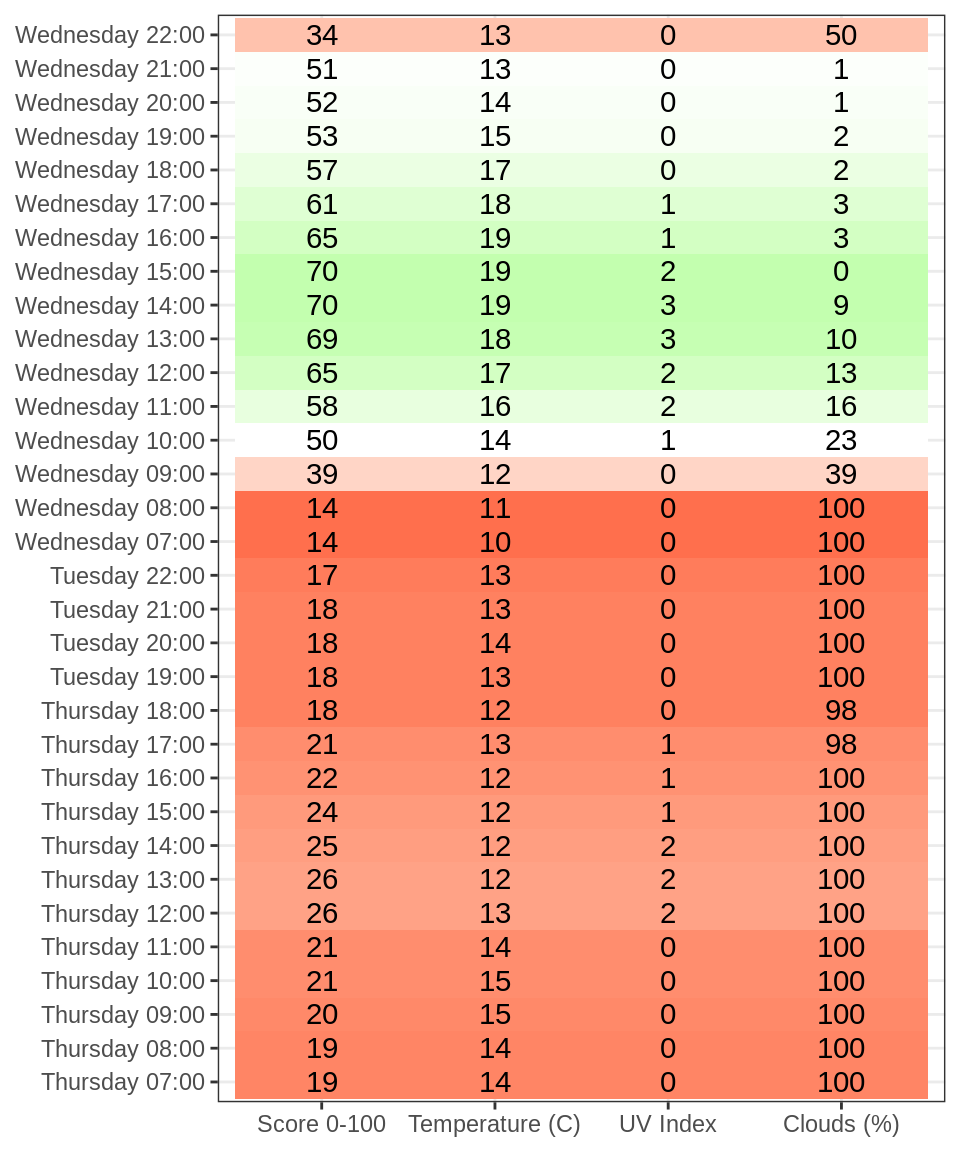 Wednesday 22:00 34 13 0 50
Wednesday 21:00 51 13 0 1
Wednesday 20:00 52 14 0 1
Wednesday 19:00 53 15 0 2
Wednesday 18:00 57 17 0 2
Wednesday 17:00 61 18 1 3
Wednesday 16:00 65 19 1 3
Wednesday 15:00 70 19 2 0
Wednesday 14:00 70 19 3 9
Wednesday 13:00 69 18 3 10
Wednesday 12:00 65 17 2 13
Wednesday 11:00 58 16 2 16
Wednesday 10:00 50 14 1 23
Wednesday 09:00 39 12 0 39
Wednesday 08:00 14 11 0 100
Wednesday 07:00 14 10 0 100
Tuesday 22:00 17 13 0 100
Tuesday 21:00 18 13 0 100
Tuesday 20:00 18 14 0 100
Tuesday 19:00 18 13 0 100
Thursday 18:00 18 12 0 98
Thursday 17:00 21 13 1 98
Thursday 16:00 22 12 1 100
Thursday 15:00 24 12 1 100
Thursday 14:00 25 12 2 100
Thursday 13:00 26 12 2 100
Thursday 12:00 26 13 2 100
Thursday 11:00 21 14 0 100
Thursday 10:00 21 15 0 100
Thursday 09:00 20 15 0 100
Thursday 08:00 19 14 0 100
Thursday 07:00 19 14 0 100
Score 0-100 Temperature (C) UV Index Clouds (%)